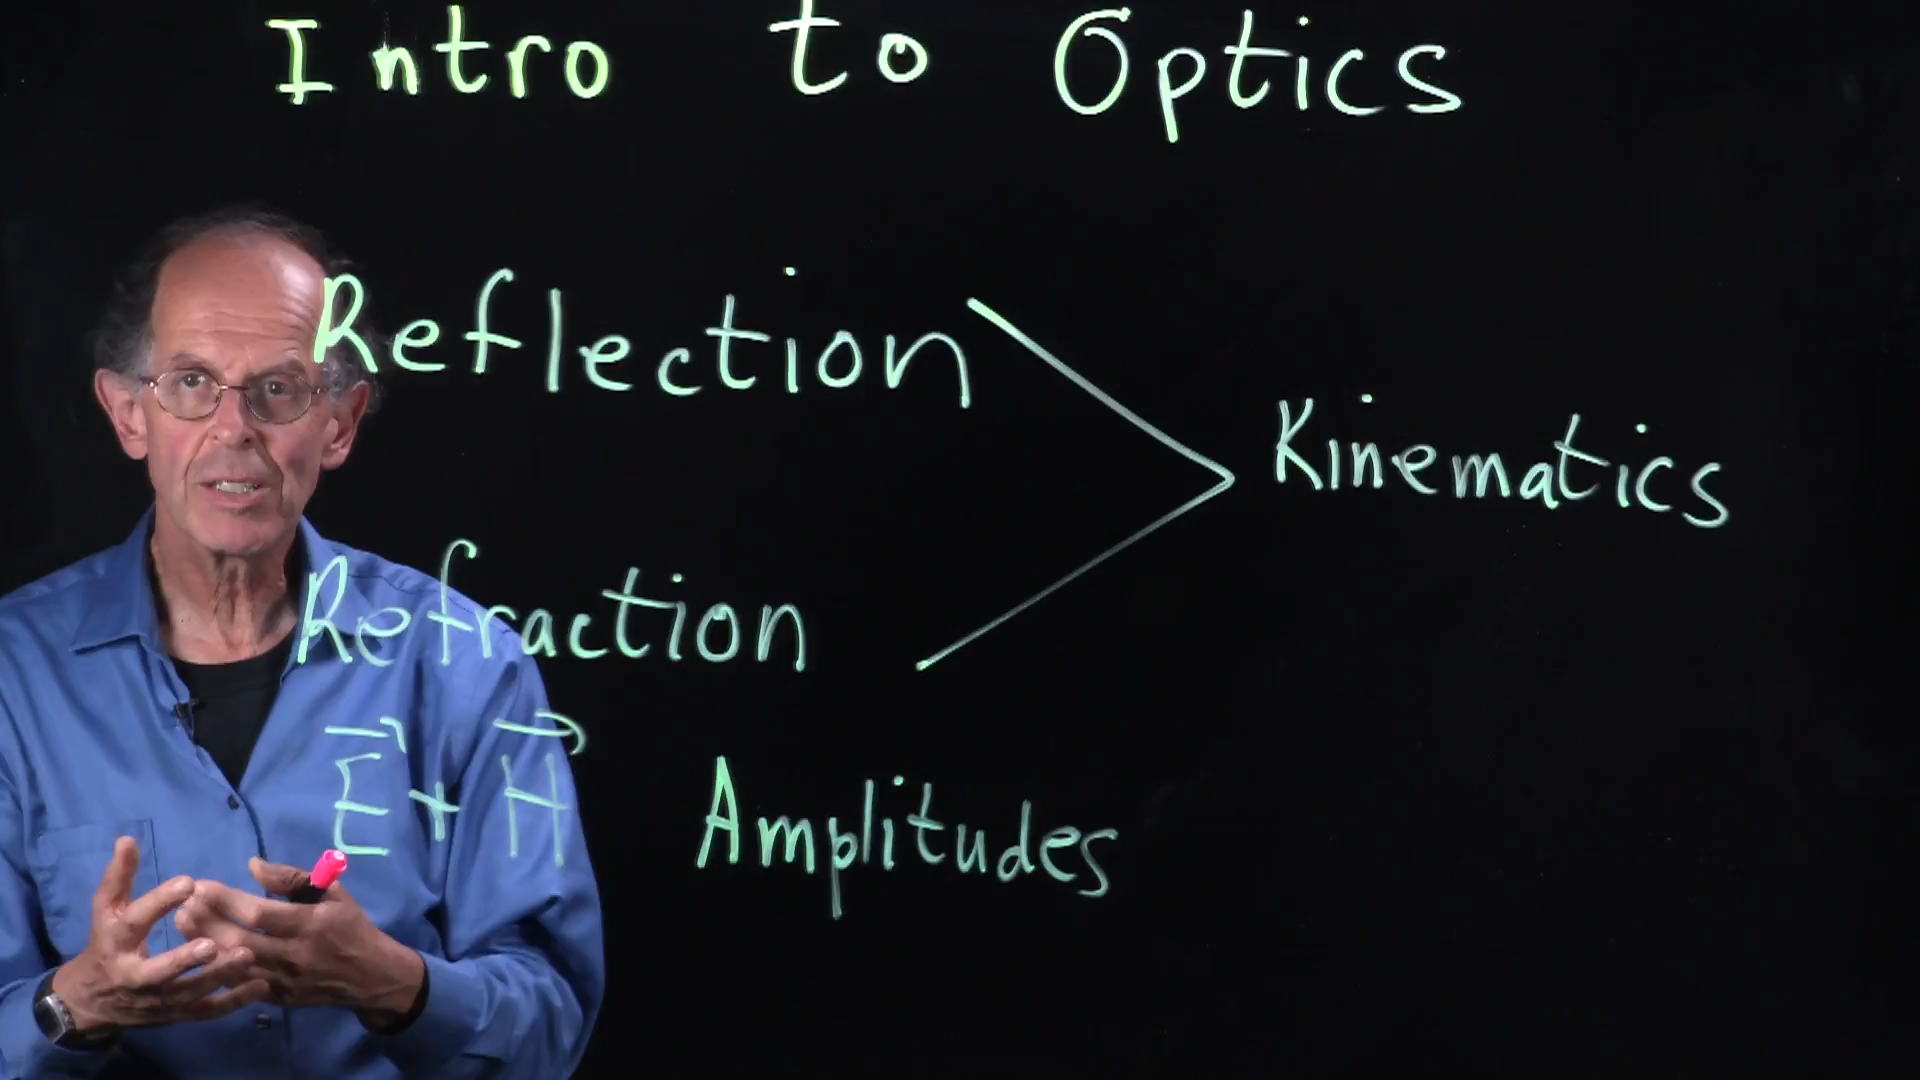 Intro to Optics
Reflection
Kinematics
Refraction
E⃗ + H⃗ Amplitudes